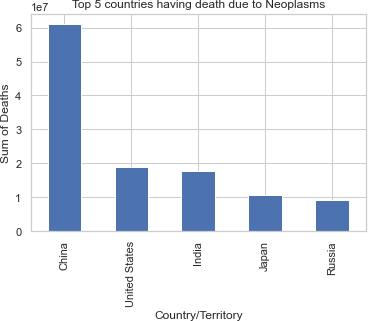 Top 5 countries having death due to Neoplasms
1e7
6
5
4
3
2
1
0
Sum of Deaths
China
United States
India
Japan
Russia
Country/Territory